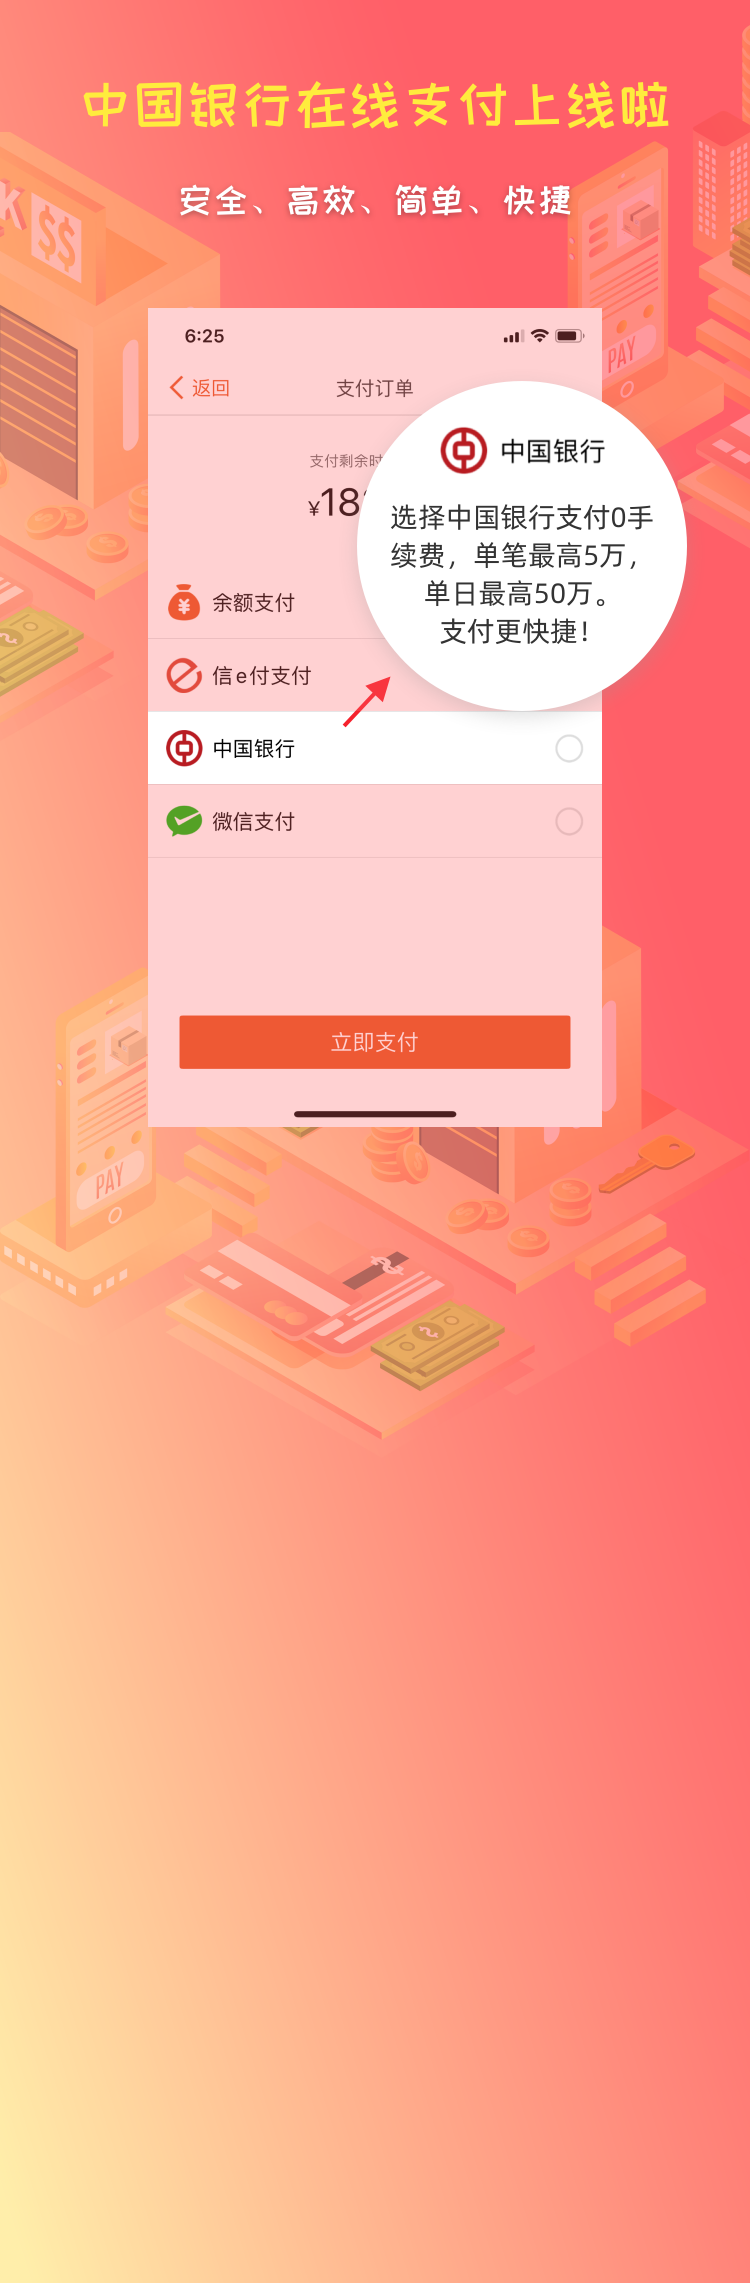 中国银行在线支付上线啦
安全、高效、简单、快捷
6:25
返回
支付订单
支付剩余时
¥18
中国银行
选择中国银行支付0手
续费，单笔最高5万，
单日最高50万。
支付更快捷！
余额支付
信e付支付
中国银行
微信支付
立即支付
K
$$
PAY
PAY